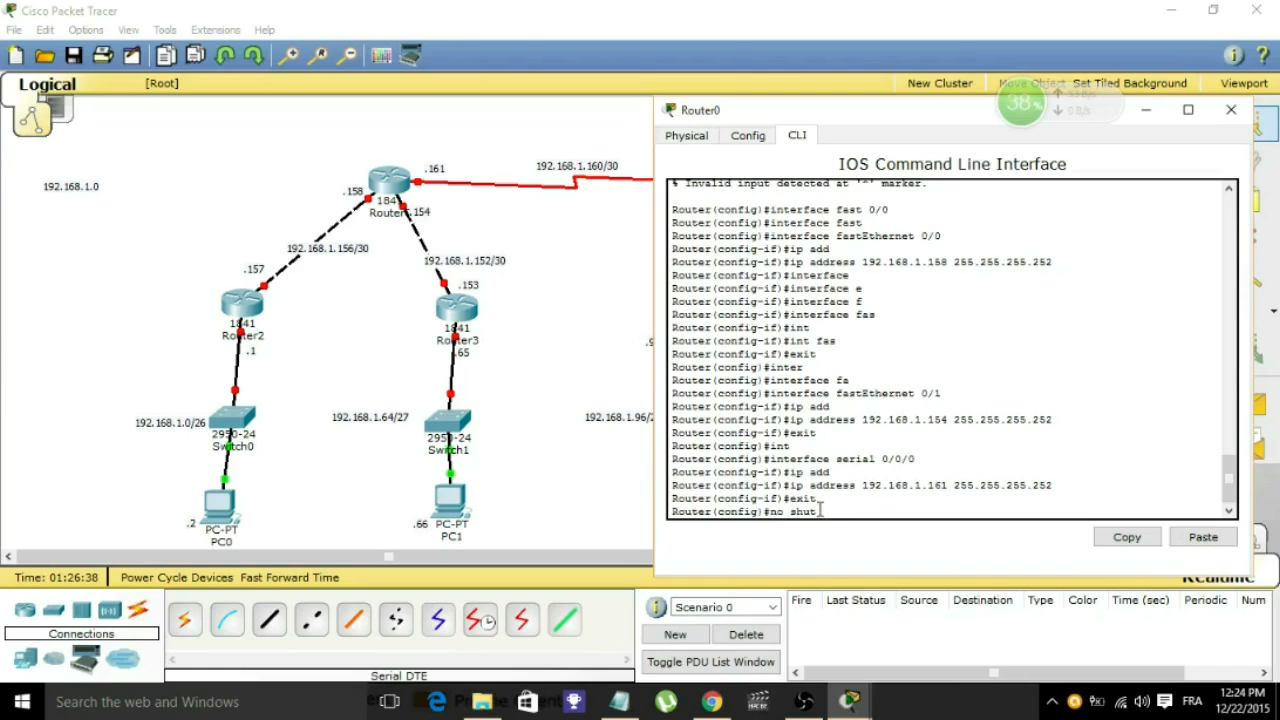 Cisco Packet Tracer
File Edit Options View Tools Extensions Help
Logical [Root] New Cluster Move Object Set Tiled Background Viewport
38%
192.168.1.0
.161
192.168.1.160/30
.158
1841
.154
192.168.1.156/30
192.168.1.152/30
.157
.153
1841
Router2
.1
1841
Router3
.65
192.168.1.0/26
2950-24
Switch0
192.168.1.64/27
2950-24
Switch1
192.168.1.96/2
.2
PC-PT
PC0
.66
PC-PT
PC1
Router0
Physical Config CLI
IOS Command Line Interface
% Invalid input detected at '^' marker.
Router(config)#interface fast 0/0
Router(config)#interface fast
Router(config)#interface fastEthernet 0/0
Router(config-if)#ip add
Router(config-if)#ip address 192.168.1.158 255.255.255.252
Router(config-if)#interface
Router(config-if)#interface e
Router(config-if)#interface f
Router(config-if)#interface fas
Router(config-if)#int
Router(config-if)#int fas
Router(config-if)#exit
Router(config)#inter
Router(config)#interface fa
Router(config)#interface fastEthernet 0/1
Router(config-if)#ip add
Router(config-if)#ip address 192.168.1.154 255.255.255.252
Router(config-if)#exit
Router(config)#int
Router(config)#interface serial 0/0/0
Router(config-if)#ip add
Router(config-if)#ip address 192.168.1.161 255.255.255.252
Router(config-if)#exit
Router(config)#no shut
Copy Paste
Time: 01:26:38 Power Cycle Devices Fast Forward Time
Realtime
Connections
Serial DTE
Scenario 0
New Delete
Toggle PDU List Window
Fire Last Status Source Destination Type Color Time (sec) Periodic Num
Search the web and Windows
FRA
12:24 PM
12/22/2015